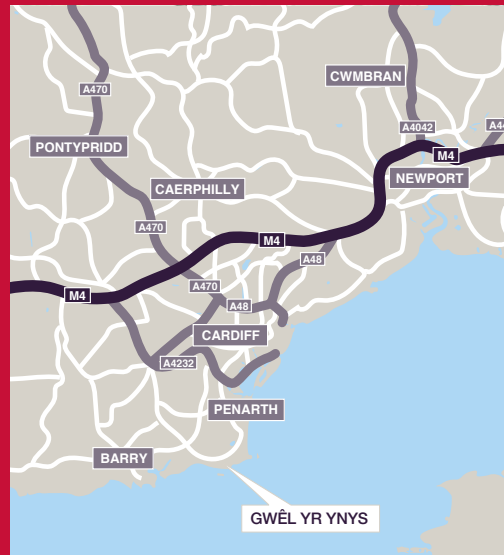 CWMBRAN
A470
A4042
A44
PONTYPRIDD
M4
NEWPORT
CAERPHILLY
A470
M4
A48
A470
M4
A48
CARDIFF
A4232
PENARTH
BARRY
GWÊL YR YNYS